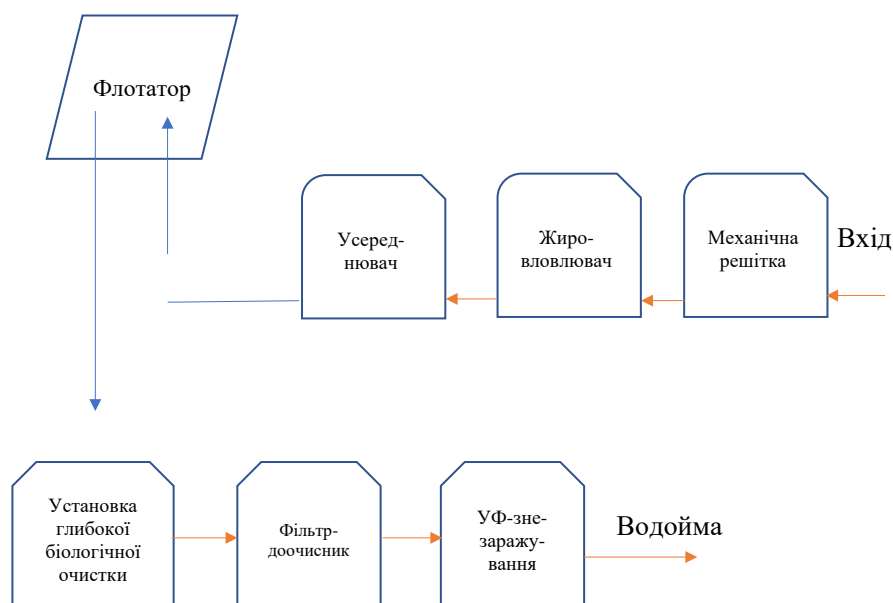 Флотатор
Усеред-
нювач
Жиро-
вловлювач
Механічна
решітка
Вхід
Установка
глибокої
біологічної
очистки
Фільтр-
доочисник
УФ-зне-
заражу-
вання
Водойма